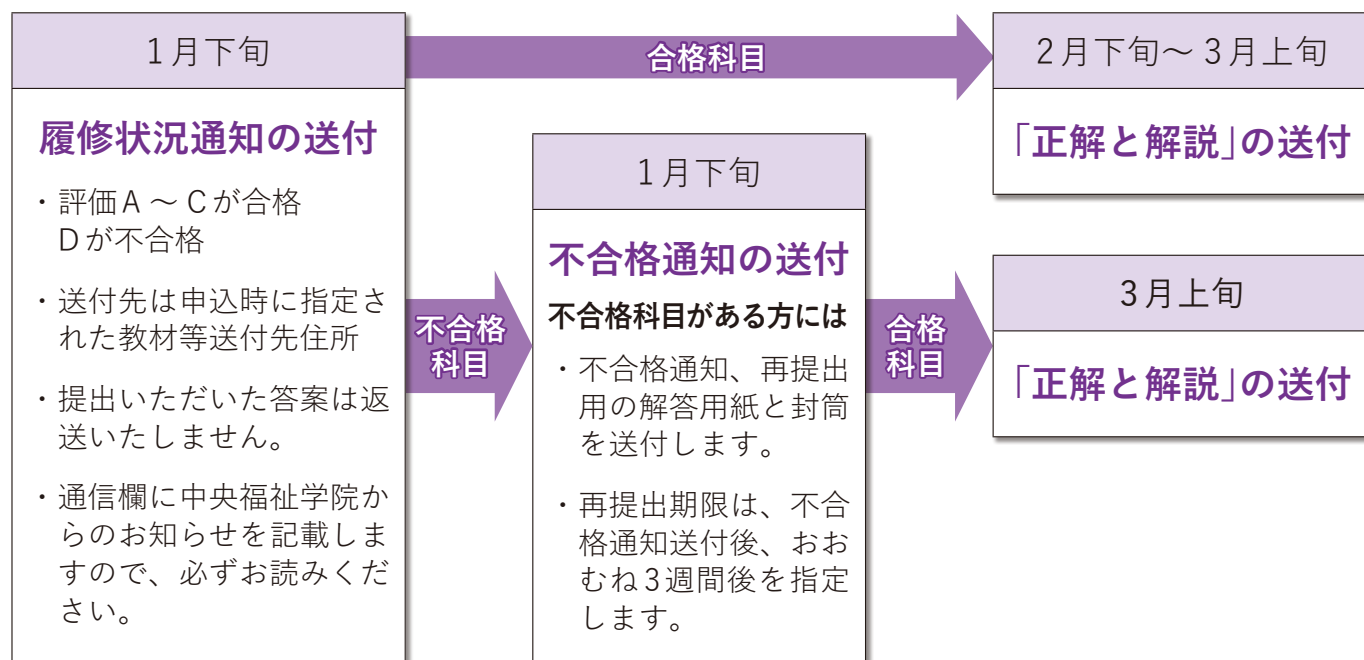 1月下旬
履修状況通知の送付
・評価A～Cが合格
Dが不合格
・送付先は申込時に指定さ
れた教材等送付先住所
・提出いただいた答案は返
送いたしません。
・通信欄に中央福祉学院か
らのお知らせを記載しま
すので、必ずお読みくだ
さい。
合格科目
不合格
科目
1月下旬
不合格通知の送付
不合格科目がある方には
・不合格通知、再提出
用の解答用紙と封筒
を送付します。
・再提出期限は、不合
格通知送付後、おお
むね3週間後を指定
します。
合格
科目
2月下旬～3月上旬
「正解と解説」の送付
3月上旬
「正解と解説」の送付